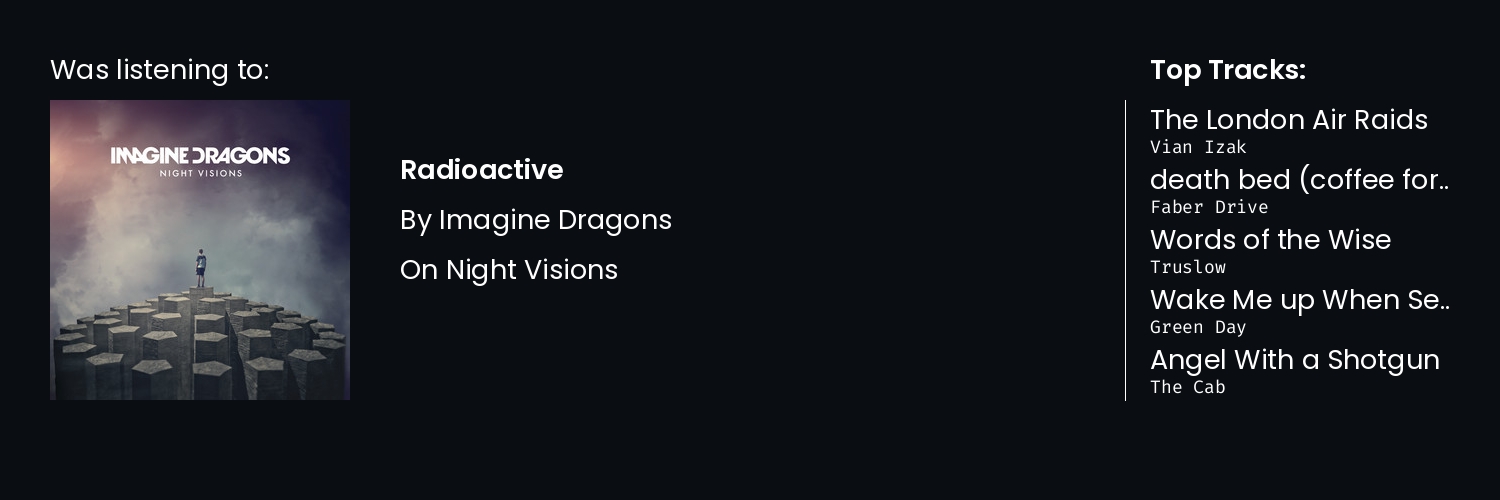 Was listening to:
IMAGINE DRAGONS
NIGHT VISIONS
Radioactive
By Imagine Dragons
On Night Visions
Top Tracks:
The London Air Raids
Vian Izak
death bed (coffee for..
Faber Drive
Words of the Wise
Truslow
Wake Me up When Se..
Green Day
Angel With a Shotgun
The Cab